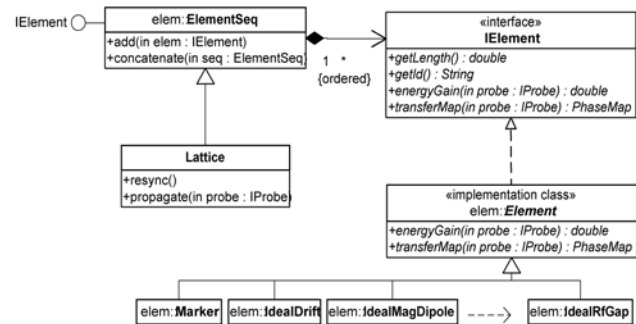 IElement
elem::ElementSeq
+add(in elem : IElement)
+concatenate(in seq : ElementSeq)
1 *
{ordered}
«interface»
IElement
+getLength() : double
+getId() : String
+energyGain(in probe : IProbe) : double
+transferMap(in probe : IProbe) : PhaseMap
Lattice
+resync()
+propagate(in probe : IProbe)
«implementation class»
elem::Element
+energyGain(in probe : IProbe) : double
+transferMap(in probe : IProbe) : PhaseMap
elem::Marker
elem::IdealDrift
elem::IdealMagDipole
elem::IdealRfGap